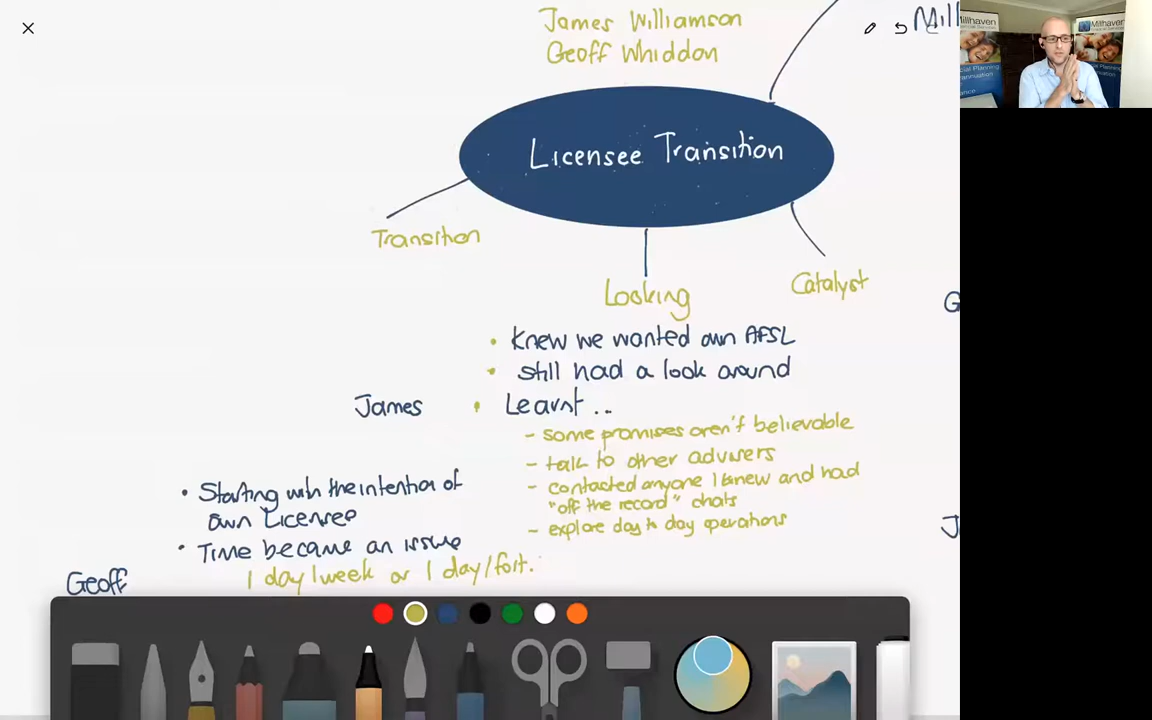 James Williamson
Geoff Whiddon
Licensee Transition
Transition
Looking
Catalyst
• Knew we wanted own AFSL
• still had a look around
James
• Learnt ...
- some promises aren't believable
- talk to other advisers
- contacted anyone I knew and had
"off the record" chats
- explore day to day operations
• Starting with the intention of
own Licensee
• Time became an issue
1 day/week or 1 day/fort.
Geoff
G
J
Mill
Millhaven
Millhaven